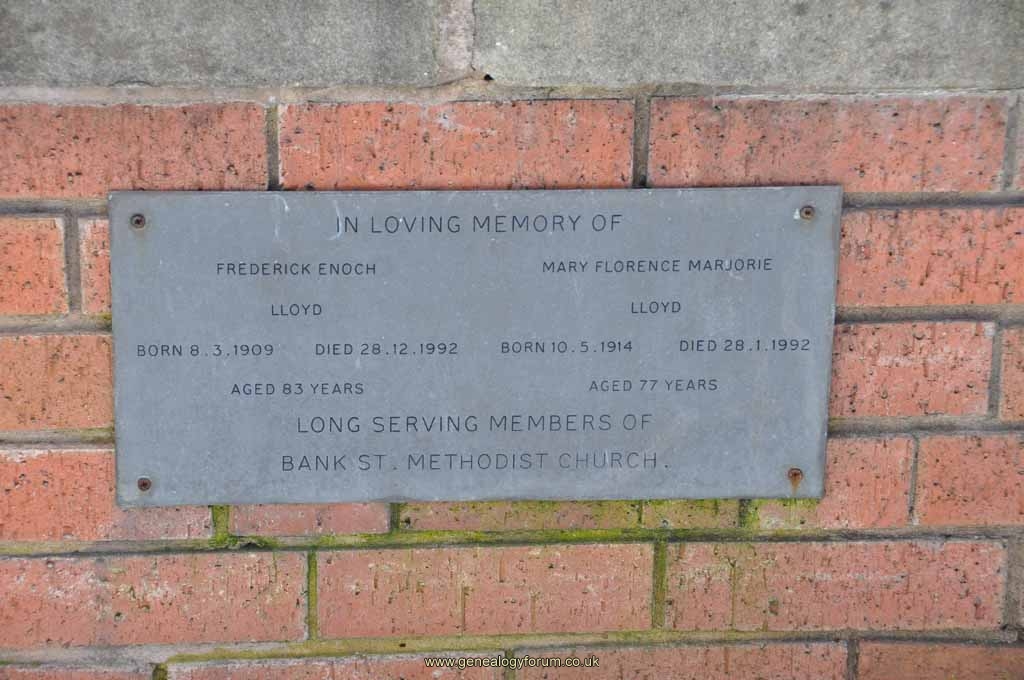 IN LOVING MEMORY OF
FREDERICK ENOCH MARY FLORENCE MARJORIE
LLOYD LLOYD
BORN 8.3.1909 DIED 28.12.1992 BORN 10.5.1914 DIED 28.1.1992
AGED 83 YEARS AGED 77 YEARS
LONG SERVING MEMBERS OF
BANK ST. METHODIST CHURCH.
www.genealogyforum.co.uk